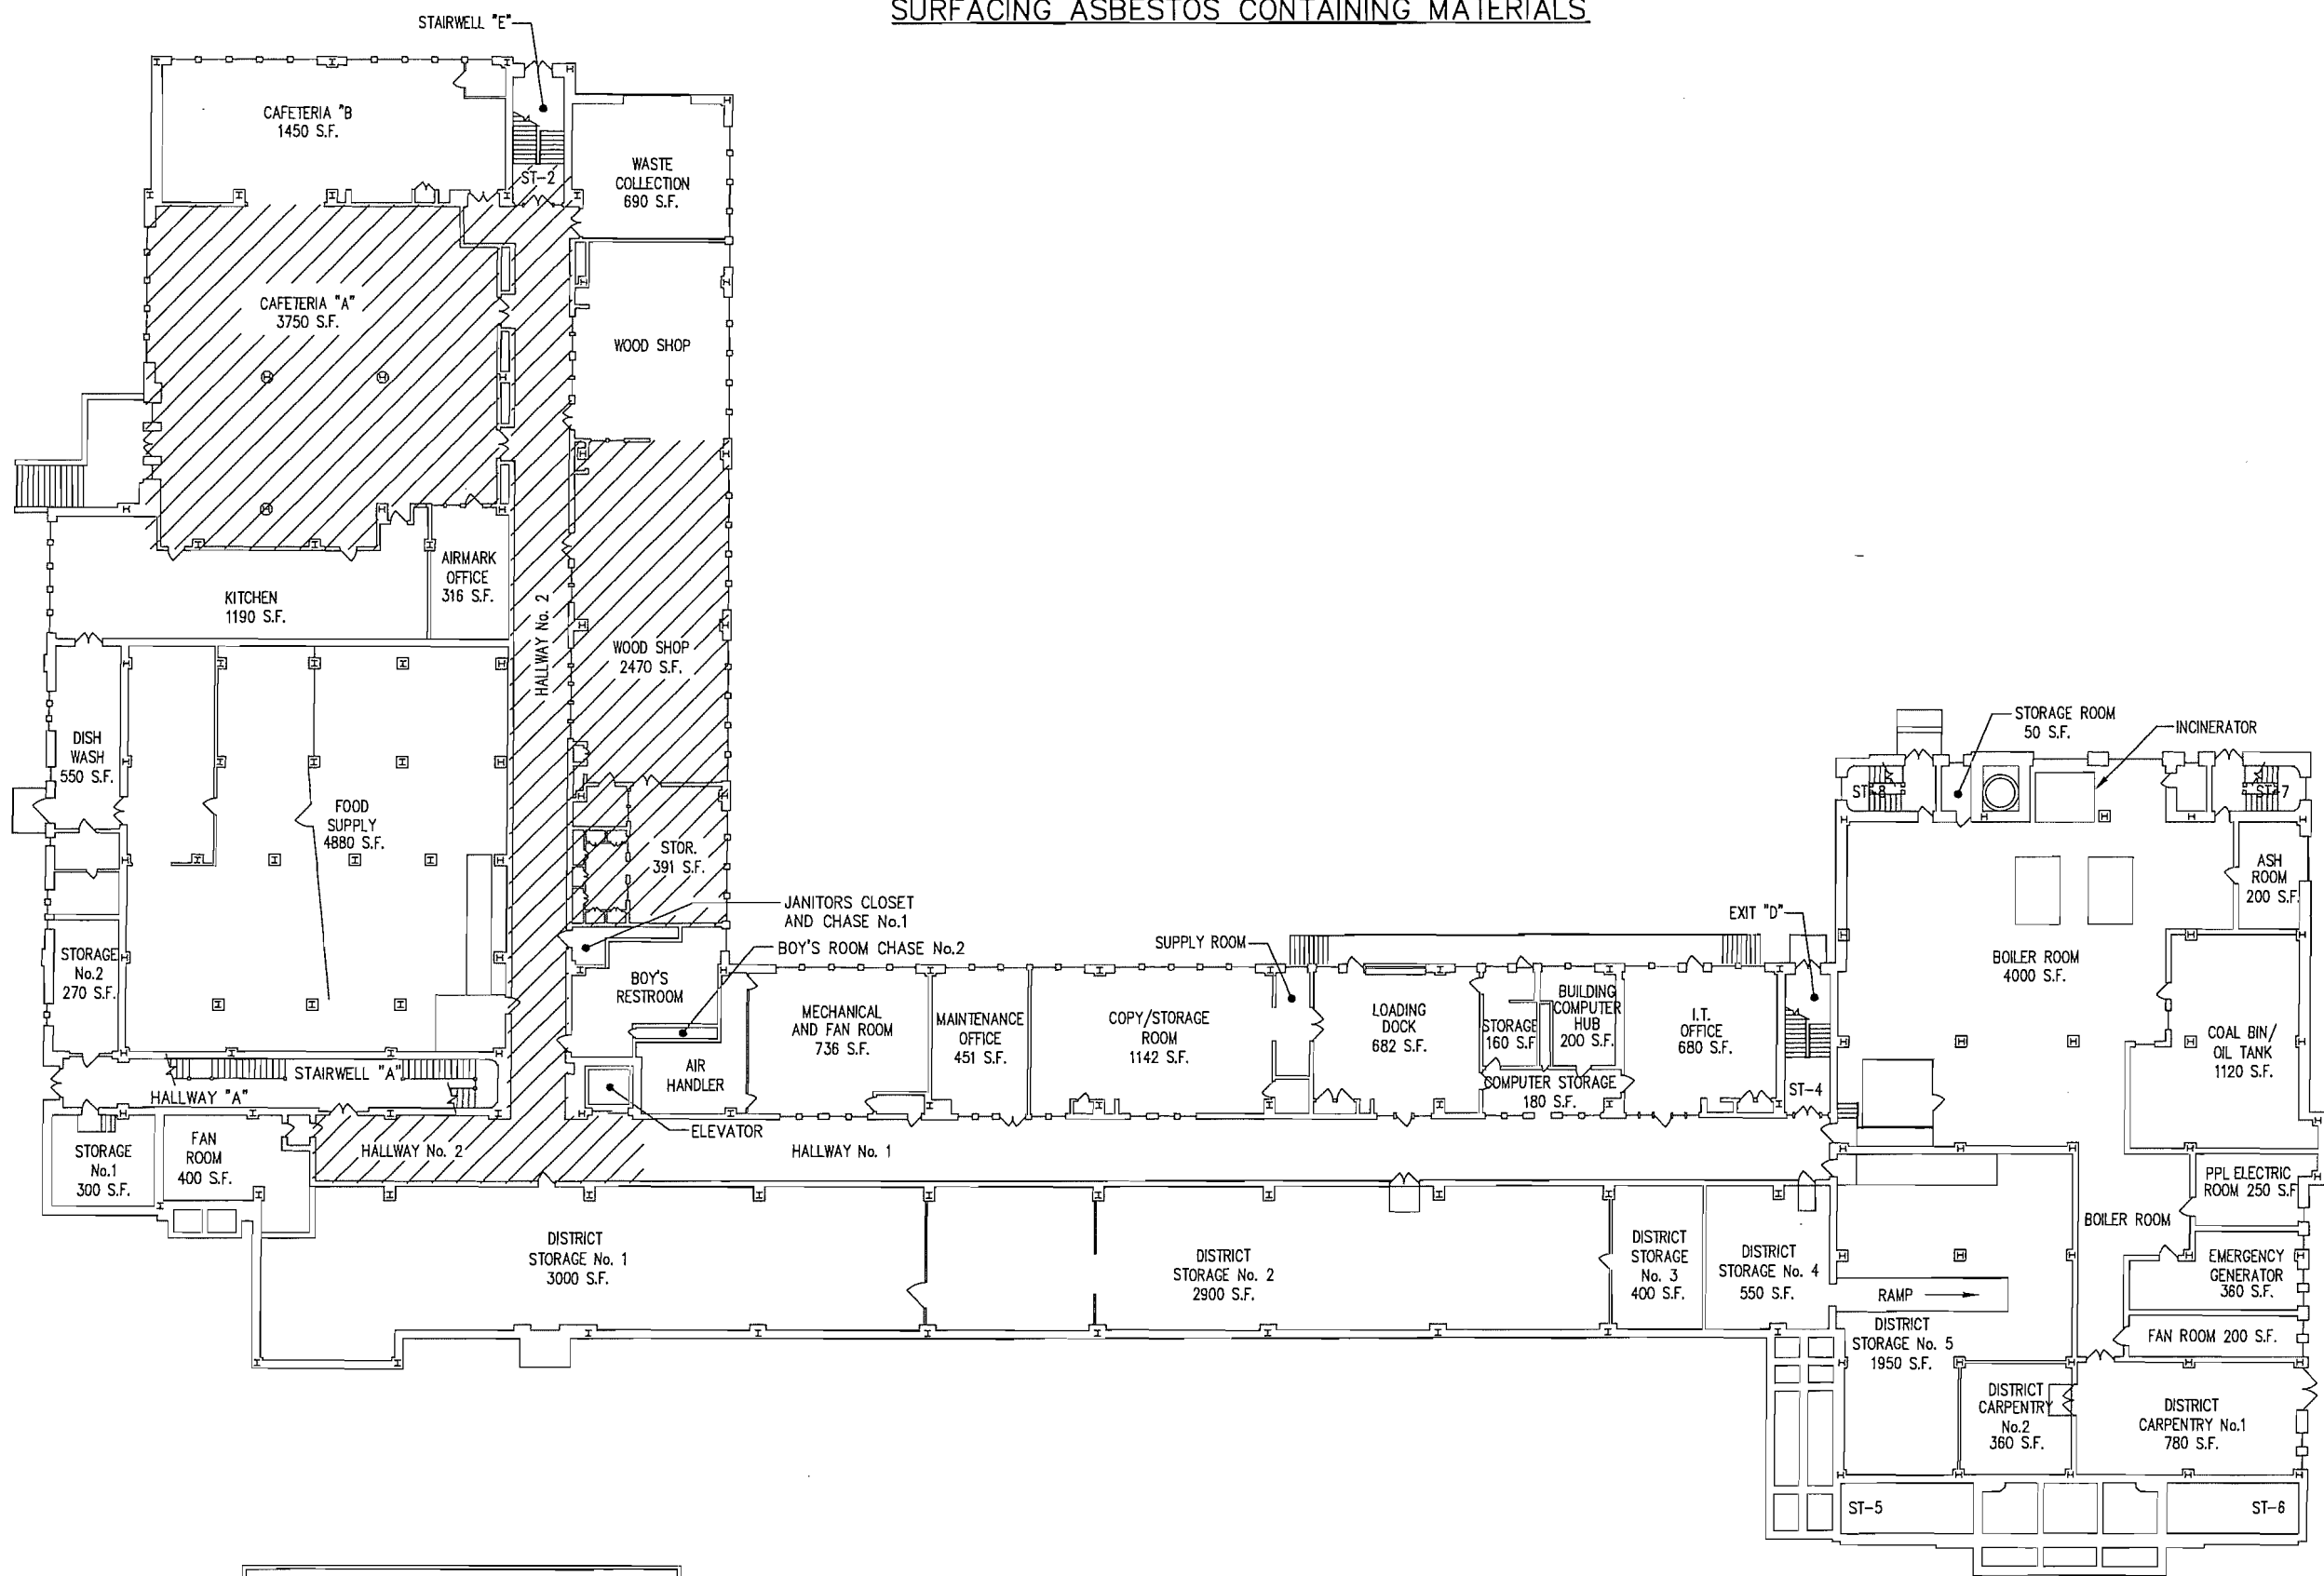 SURFACING ASBESTOS CONTAINING MATERIALS
STAIRWELL "E"
CAFETERIA "B
1450 S.F.
WASTE
COLLECTION
690 S.F.
ST-2
CAFETERIA "A"
3750 S.F.
WOOD SHOP
AIRMARK
OFFICE
316 S.F.
KITCHEN
1190 S.F.
HALLWAY No. 2
WOOD SHOP
2470 S.F.
DISH
WASH
550 S.F.
FOOD
SUPPLY
4880 S.F.
STOR.
391 S.F.
STORAGE ROOM
50 S.F.
INCINERATOR
ST-8
ST-7
ASH
ROOM
200 S.F.
JANITORS CLOSET
AND CHASE No.1
BOY'S ROOM CHASE No.2
SUPPLY ROOM
EXIT "D"
STORAGE
No.2
270 S.F.
BOY'S
RESTROOM
MECHANICAL
AND FAN ROOM
736 S.F.
MAINTENANCE
OFFICE
451 S.F.
COPY/STORAGE
ROOM
1142 S.F.
LOADING
DOCK
682 S.F.
STORAGE
160 S.F
BUILDING
COMPUTER
HUB
200 S.F.
I.T.
OFFICE
680 S.F.
BOILER ROOM
4000 S.F.
COAL BIN/
OIL TANK
1120 S.F.
AIR
HANDLER
COMPUTER STORAGE
180 S.F.
ST-4
STAIRWELL "A"
HALLWAY "A"
ELEVATOR
STORAGE
No.1
300 S.F.
FAN
ROOM
400 S.F.
HALLWAY No. 2
HALLWAY No. 1
PPL ELECTRIC
ROOM 250 S.F
BOILER ROOM
DISTRICT
STORAGE No. 1
3000 S.F.
DISTRICT
STORAGE No. 2
2900 S.F.
DISTRICT
STORAGE
No. 3
400 S.F.
DISTRICT
STORAGE No. 4
550 S.F.
EMERGENCY
GENERATOR
360 S.F.
RAMP
DISTRICT
STORAGE No. 5
1950 S.F.
FAN ROOM 200 S.F.
DISTRICT
CARPENTRY
No.2
360 S.F.
DISTRICT
CARPENTRY No.1
780 S.F.
ST-5
ST-6